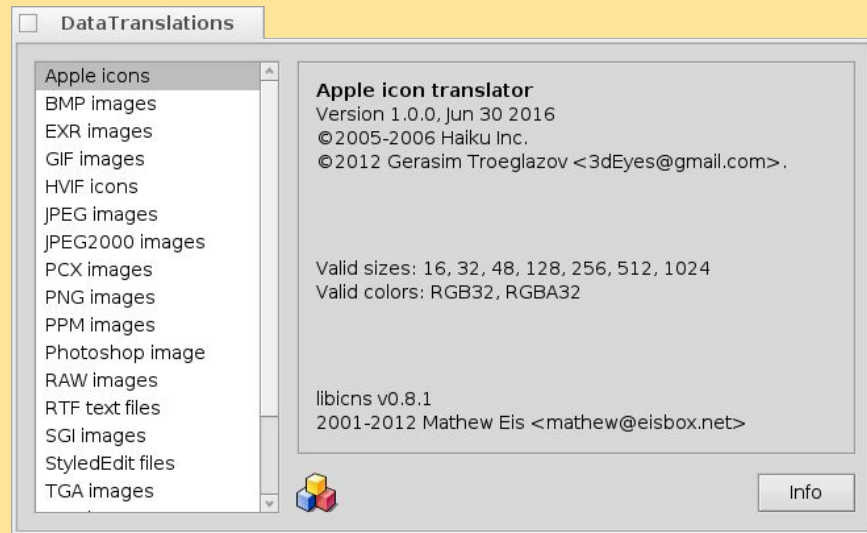 DataTranslations
Apple icons
BMP images
EXR images
GIF images
HVIF icons
JPEG images
JPEG2000 images
PCX images
PNG images
PPM images
Photoshop image
RAW images
RTF text files
SGI images
StyledEdit files
TGA images
Apple icon translator
Version 1.0.0, Jun 30 2016
©2005-2006 Haiku Inc.
©2012 Gerasim Troeglazov <3dEyes@gmail.com>.
Valid sizes: 16, 32, 48, 128, 256, 512, 1024
Valid colors: RGB32, RGBA32
libicns v0.8.1
2001-2012 Mathew Eis <mathew@eisbox.net>
Info